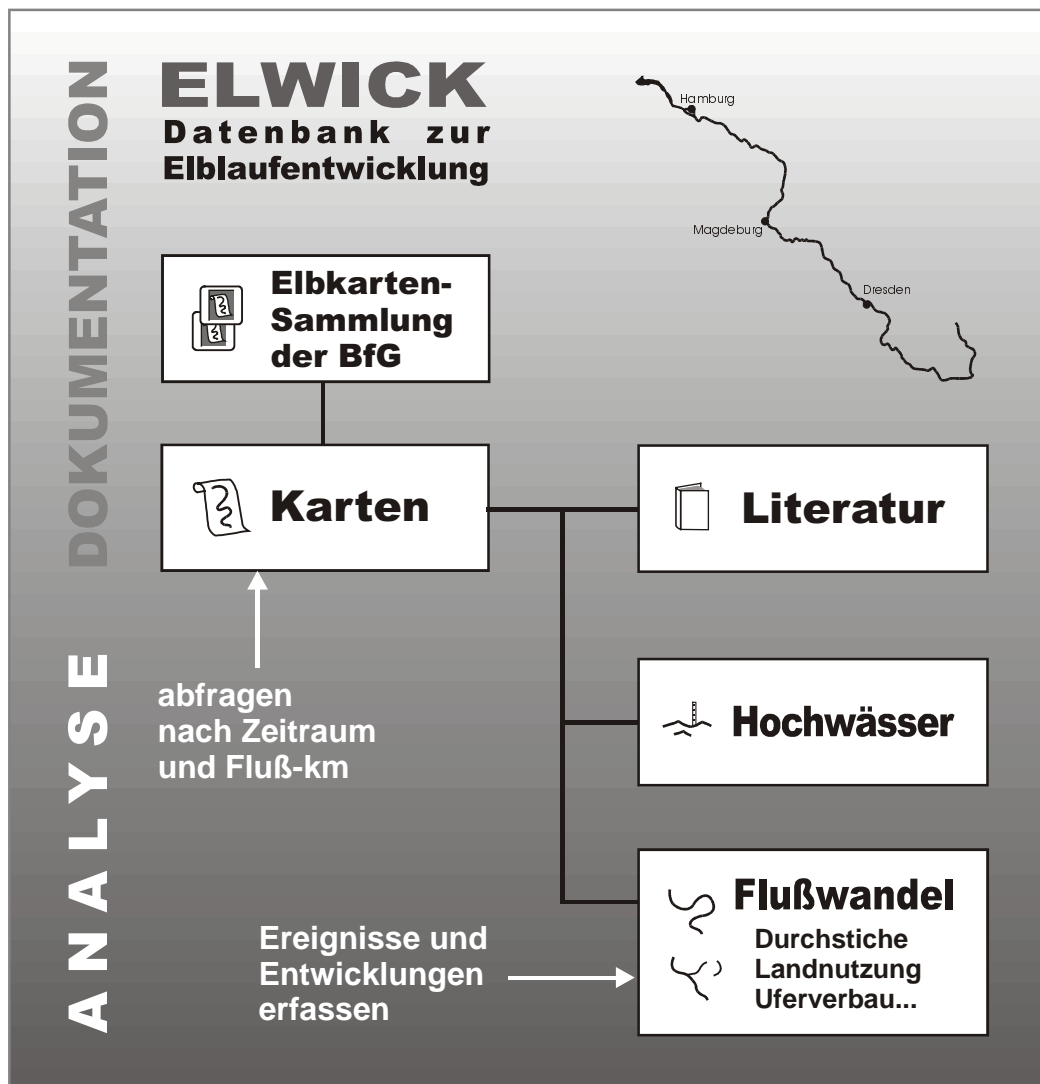 DOKUMENTATION
ELWICK
Datenbank zur
Elblaufentwicklung
Hamburg
Magdeburg
Dresden
Elbkarten-
Sammlung
der BfG
Karten
Literatur
ANALYSE
abfragen
nach Zeitraum
und Fluß-km
Hochwässer
Flußwandel
Durchstiche
Landnutzung
Uferverbau...
Ereignisse und
Entwicklungen
erfassen